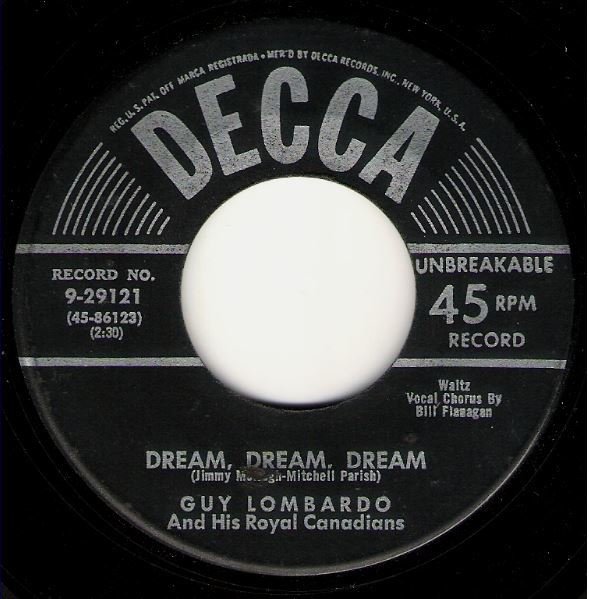 REG. U.S. PAT. OFF. MARCA REGISTRADA • MFR'D BY DECCA RECORDS, INC., NEW YORK, U.S.A.
DECCA
RECORD NO.
9-29121
(45-86123)
(2:30)
UNBREAKABLE
45 RPM
RECORD
Waltz
Vocal Chorus By
Bill Flanagan
DREAM, DREAM, DREAM
(Jimmy -Mitchell Parish)
GUY LOMBARDO
And His Royal Canadians